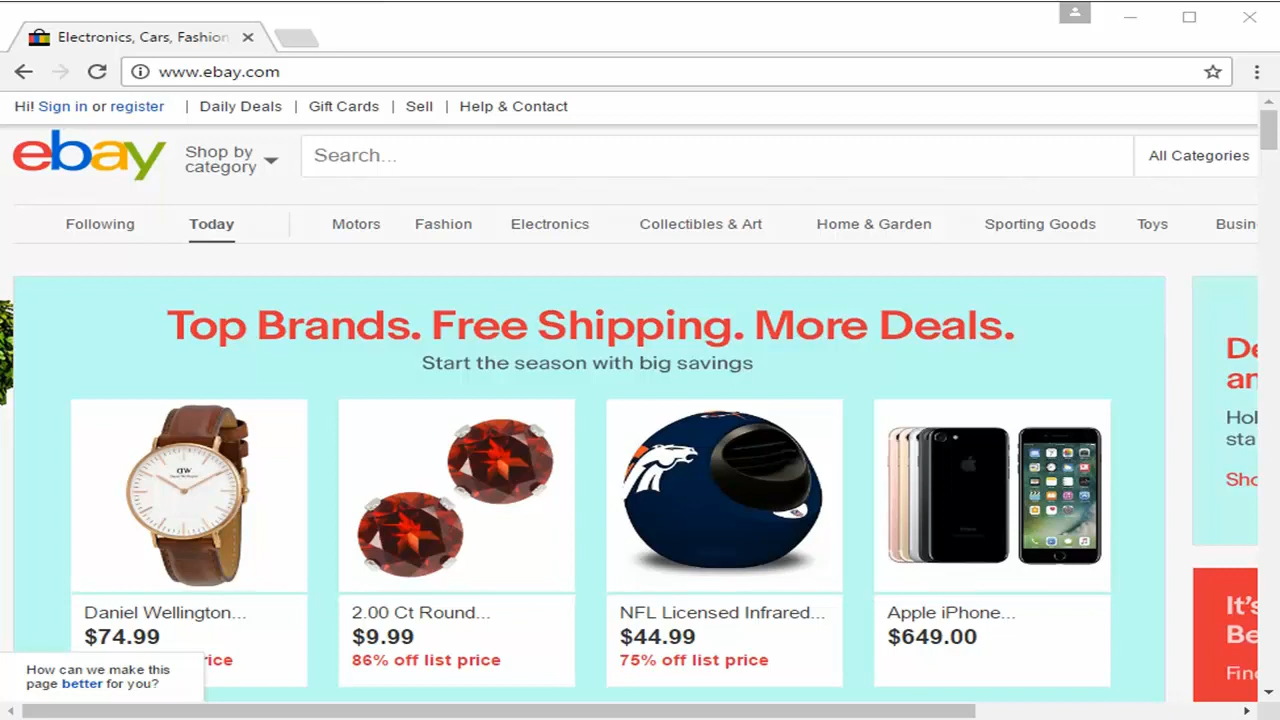 Electronics, Cars, Fashion
www.ebay.com
Hi! Sign in or register | Daily Deals | Gift Cards | Sell | Help & Contact
ebay
Shop by
category
Search...
All Categories
Following Today Motors Fashion Electronics Collectibles & Art Home & Garden Sporting Goods Toys Busin
Top Brands. Free Shipping. More Deals.
Start the season with big savings
De
an
Hol
sta
Sho
DW
Daniel Wellington...
$74.99
rice
2.00 Ct Round...
$9.99
86% off list price
NFL Licensed Infrared...
$44.99
75% off list price
Apple iPhone...
$649.00
It's
Be
Find
How can we make this
page better for you?